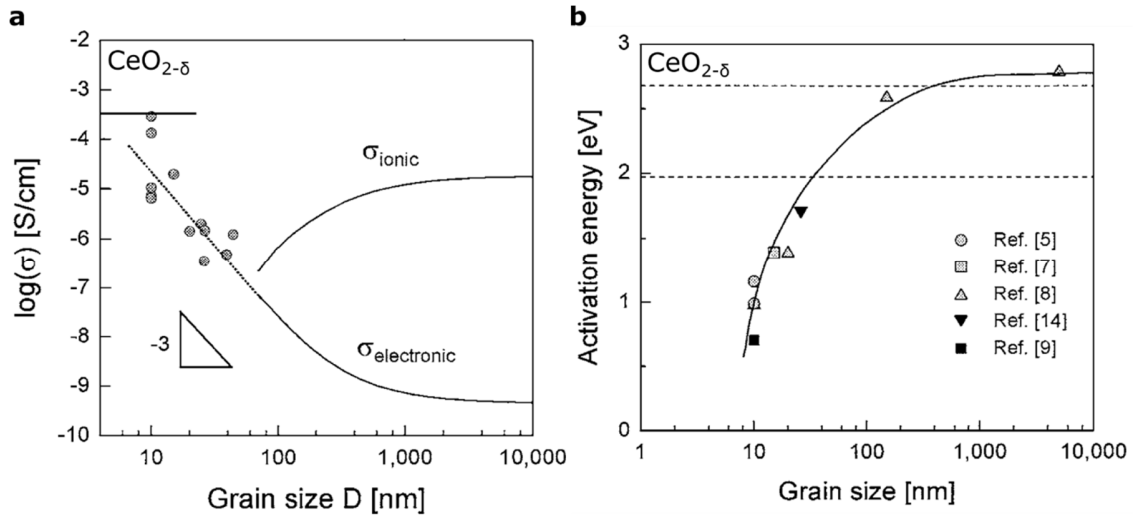 a
CeO2-δ
log(σ) [S/cm]
-2
-3
-4
-5
-6
-7
-8
-9
-10
σionic
σelectronic
-3
10
100
1,000
10,000
Grain size D [nm]
b
CeO2-δ
Activation energy [eV]
3
2
1
0
Ref. [5]
Ref. [7]
Ref. [8]
Ref. [14]
Ref. [9]
1
10
100
1,000
10,000
Grain size [nm]